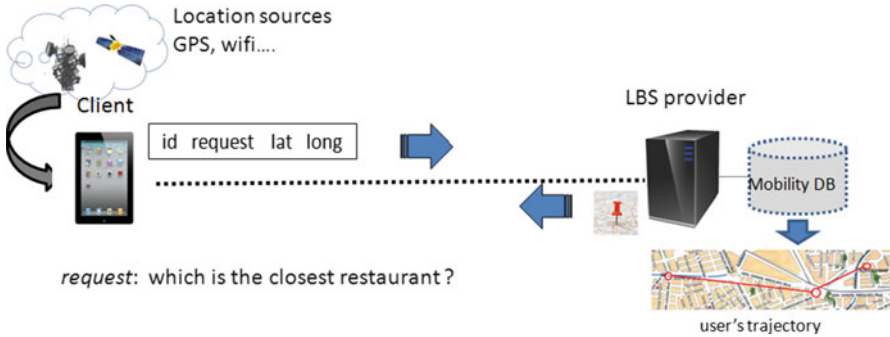 Location sources
GPS, wifi....
Client
LBS provider
id request lat long
Mobility DB
request: which is the closest restaurant ?
user's trajectory